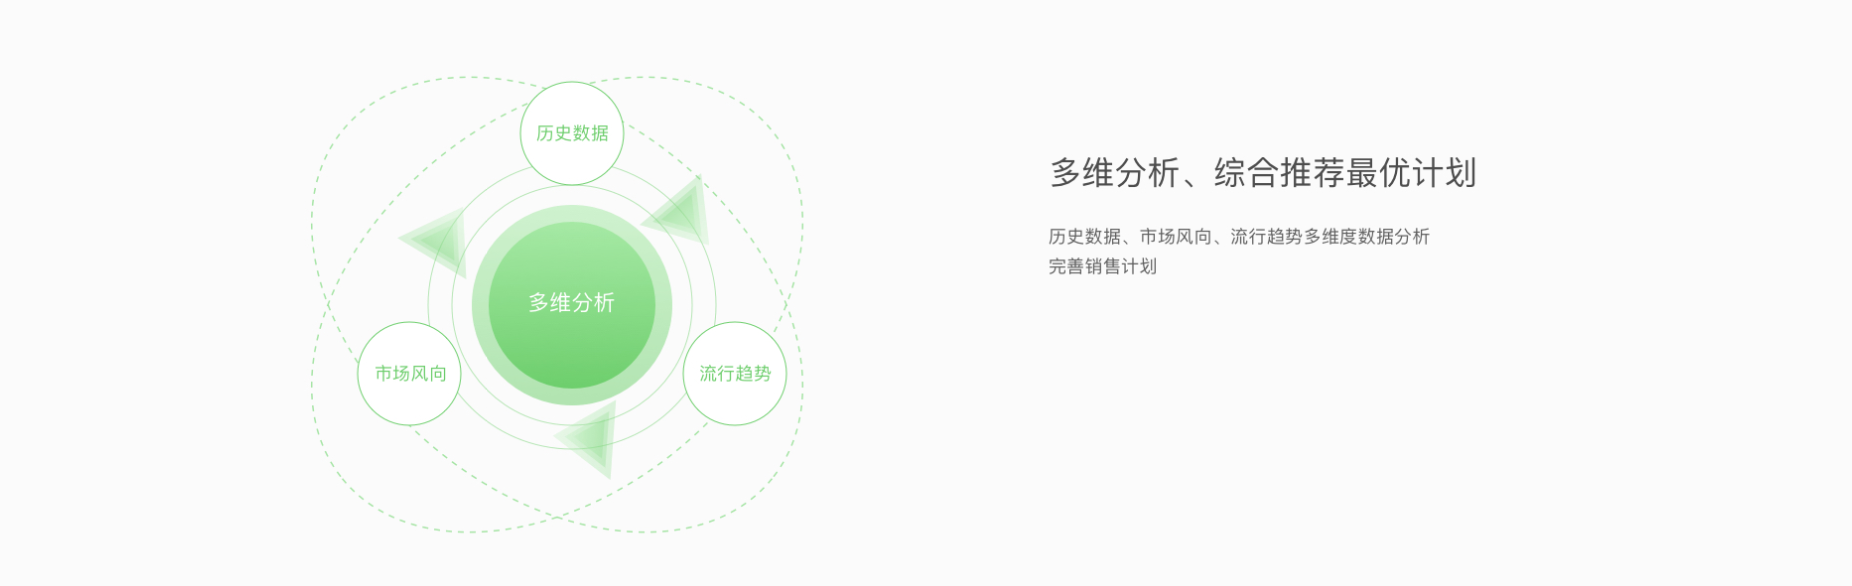 历史数据
多维分析
市场风向
流行趋势
多维分析、综合推荐最优计划
历史数据、市场风向、流行趋势多维度数据分析
完善销售计划